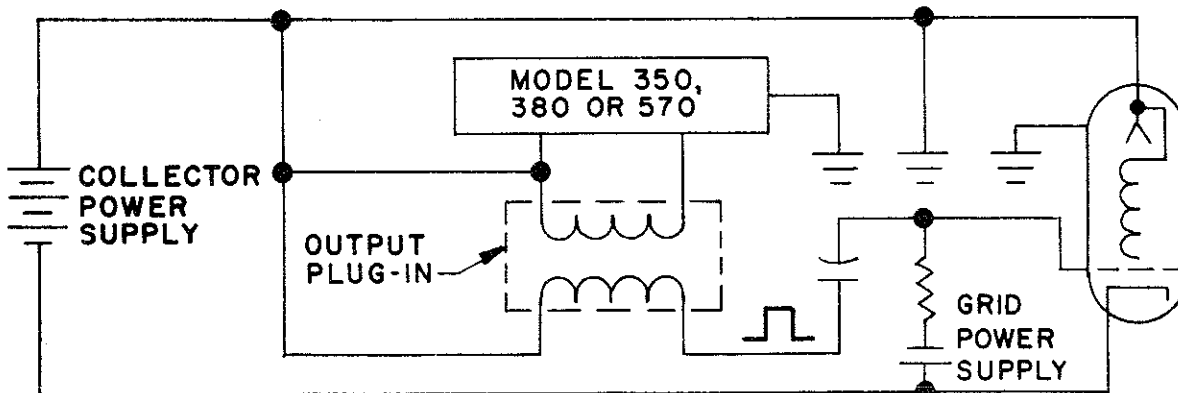 MODEL 350,
380 OR 570
COLLECTOR
POWER
SUPPLY
OUTPUT
PLUG-IN
GRID
POWER
SUPPLY